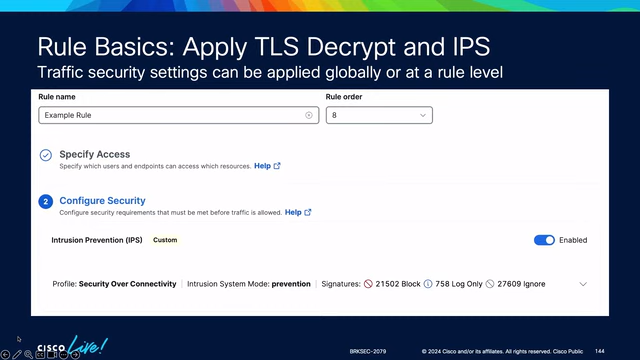 Rule Basics: Apply TLS Decrypt and IPS
Traffic security settings can be applied globally or at a rule level
Rule name
Rule order
Example Rule
8
Specify Access
Specify which users and endpoints can access which resources. Help
2
Configure Security
Configure security requirements that must be met before traffic is allowed. Help
Intrusion Prevention (IPS) Custom
Enabled
Profile: Security Over Connectivity Intrusion System Mode: prevention Signatures: 21502 Block 758 Log Only 27609 Ignore
CISCO Live!
BRKSEC-2079
© 2024 Cisco and/or its affiliates. All rights reserved. Cisco Public
144